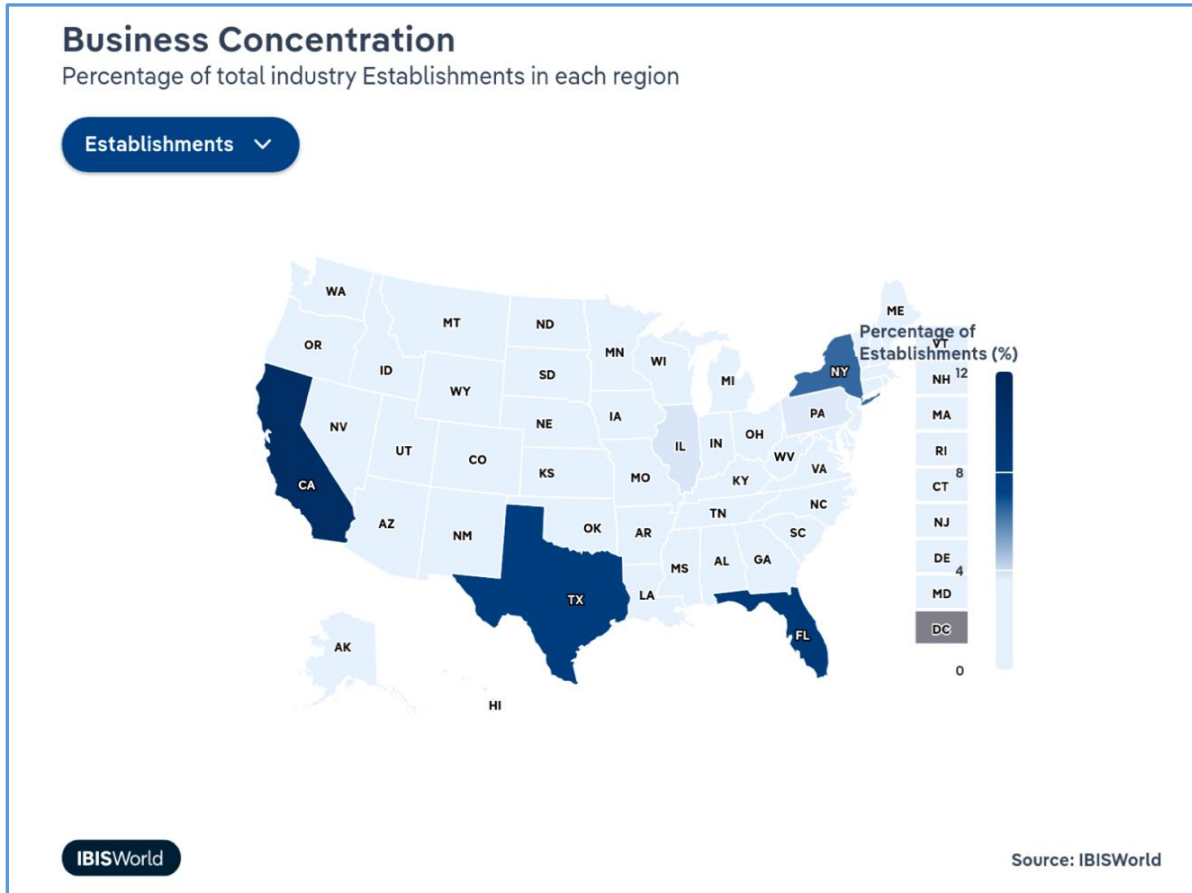 Business Concentration
Percentage of total industry Establishments in each region
Establishments
WA
MT
ND
ME
OR
ID
WY
SD
MN
WI
MI
NY
Percentage of
Establishments (%)
VT
12
NH
MA
RI
8
CT
NJ
DE
4
MD
DC
0
NV
UT
CO
NE
IA
IL
IN
OH
PA
CA
KS
MO
KY
WV
VA
AZ
NM
OK
AR
TN
NC
SC
TX
LA
MS
AL
GA
FL
AK
HI
IBISWorld
Source: IBISWorld